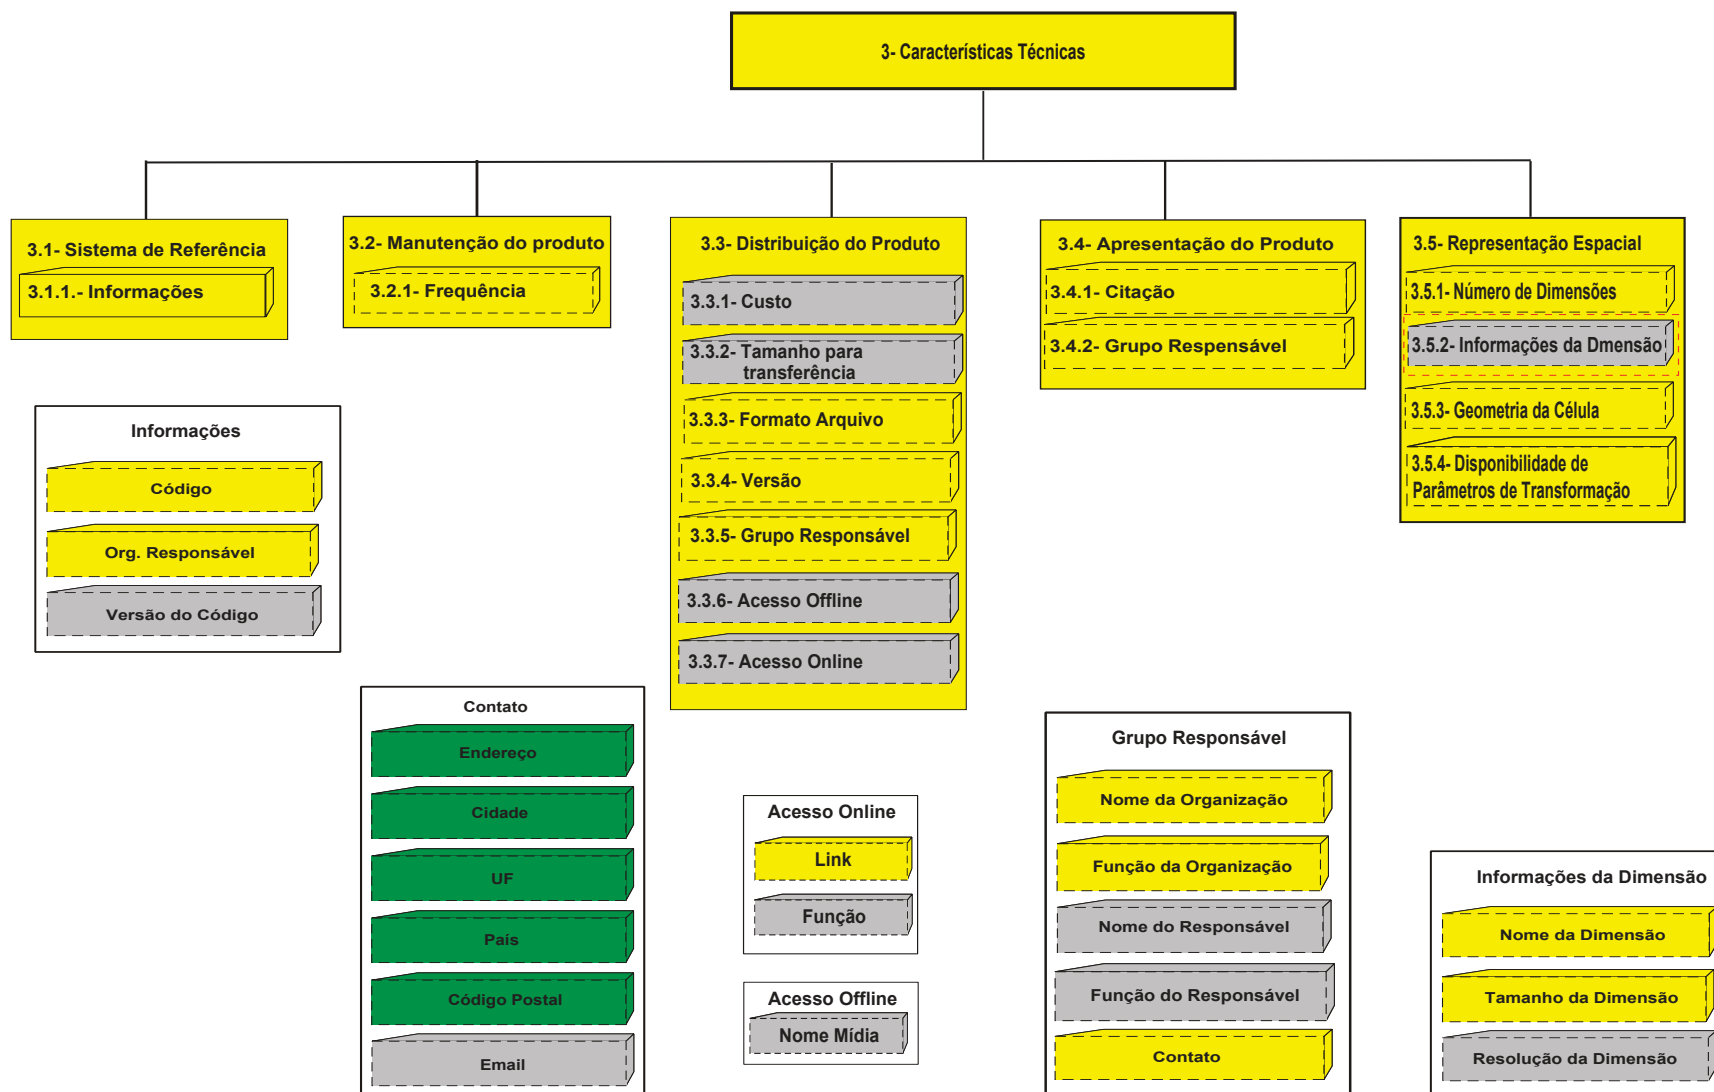 3- Características Técnicas
3.1- Sistema de Referência
3.1.1.- Informações
3.2- Manutenção do produto
3.2.1- Frequência
3.3- Distribuição do Produto
3.3.1- Custo
3.3.2- Tamanho para
transferência
3.3.3- Formato Arquivo
3.3.4- Versão
3.3.5- Grupo Responsável
3.3.6- Acesso Offline
3.3.7- Acesso Online
3.4- Apresentação do Produto
3.4.1- Citação
3.4.2- Grupo Respensável
3.5- Representação Espacial
3.5.1- Número de Dimensões
3.5.2- Informações da Dmensão
3.5.3- Geometria da Célula
3.5.4- Disponibilidade de
Parâmetros de Transformação
Informações
Código
Org. Responsável
Versão do Código
Contato
Endereço
Cidade
UF
País
Código Postal
Email
Acesso Online
Link
Função
Acesso Offline
Nome Mídia
Grupo Responsável
Nome da Organização
Função da Organização
Nome do Responsável
Função do Responsável
Contato
Informações da Dimensão
Nome da Dimensão
Tamanho da Dimensão
Resolução da Dimensão